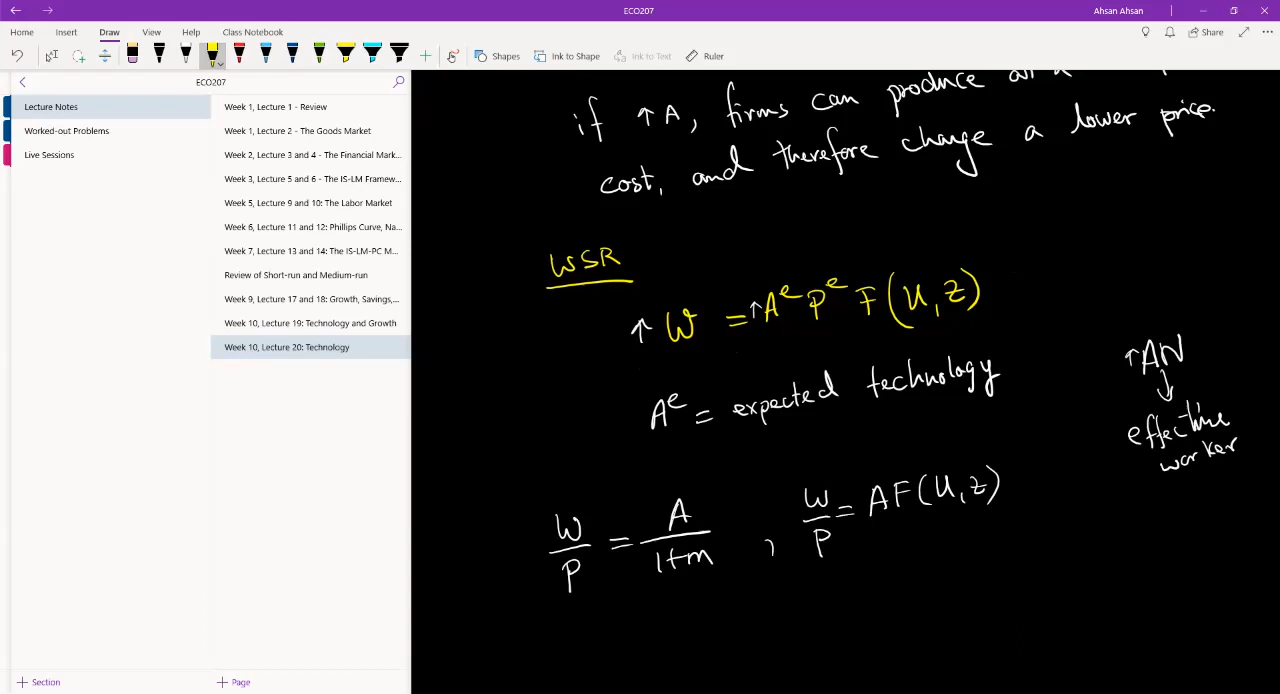 ECO207
Ahsan Ahsan
Home Insert Draw View Help Class Notebook
Share
Shapes Ink to Shape Ink to Text Ruler
ECO207
Lecture Notes
Worked-out Problems
Live Sessions
Week 1, Lecture 1 - Review
Week 1, Lecture 2 - The Goods Market
Week 2, Lecture 3 and 4 - The Financial Mark...
Week 3, Lecture 5 and 6 - The IS-LM Framew...
Week 5, Lecture 9 and 10: The Labor Market
Week 6, Lecture 11 and 12: Phillips Curve, Na...
Week 7, Lecture 13 and 14: The IS-LM-PC M...
Review of Short-run and Medium-run
Week 9, Lecture 17 and 18: Growth, Savings,...
Week 10, Lecture 19: Technology and Growth
Week 10, Lecture 20: Technology
+ Section
+ Page
if ↑A, firms can produce at a
cost, and therefore charge a lower price.
WSR
↑ W = ↑A^e P^e F(u, z)
A^e = expected technology
↑AN
↓
effective
worker
W/P = A/(1+m) , W/P = AF(u, z)